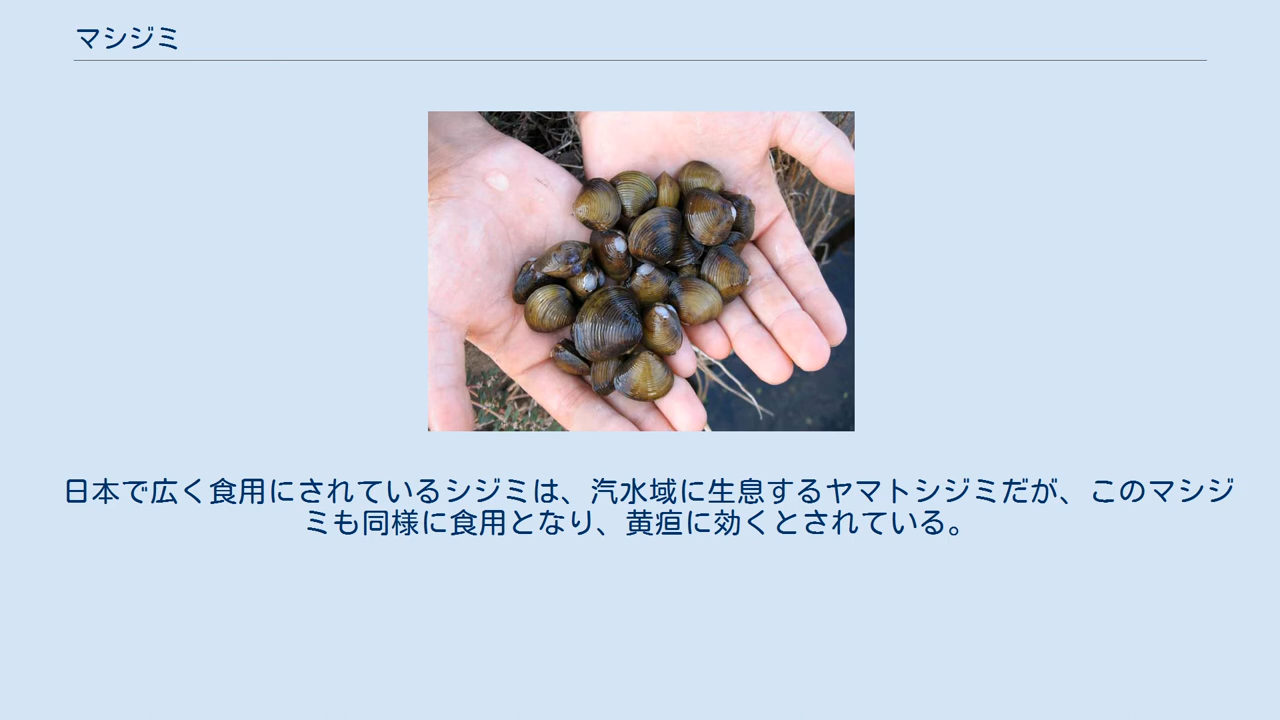 マシジミ
日本で広く食用にされているシジミは、汽水域に生息するヤマトシジミだが、このマシジ
ミも同様に食用となり、黄疸に効くとされている。